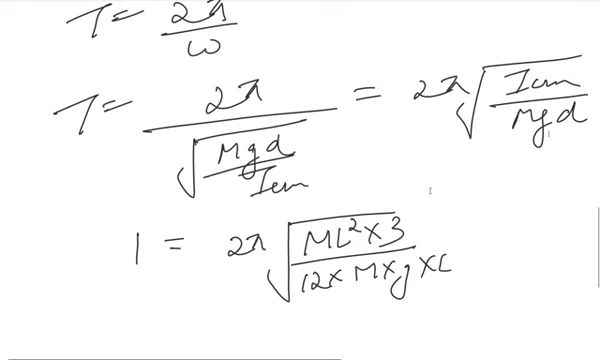 T = 2π/ω
T = 2π/√(Mgd/Icm) = 2π√(Icm/Mgd)
1 = 2π√(ML²×3/12×M×g×L)